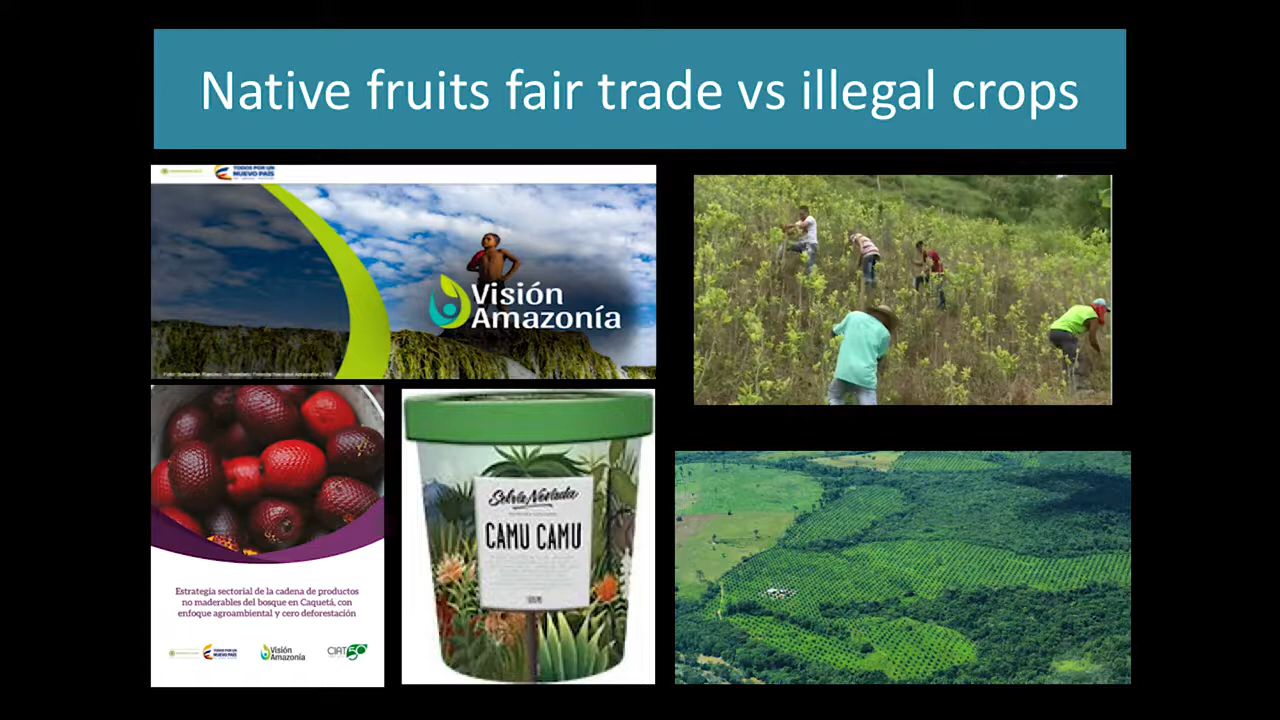 Native fruits fair trade vs illegal crops
TODOS POR UN
NUEVO PAÍS
Visión
Amazonía
Selva Nevada
CAMU CAMU
Estrategia sectorial de la cadena de productos
no maderables del bosque en Caquetá, con
enfoque agroambiental y cero deforestación
TODOS POR UN
NUEVO PAÍS
Visión
Amazonía
CIAT 50